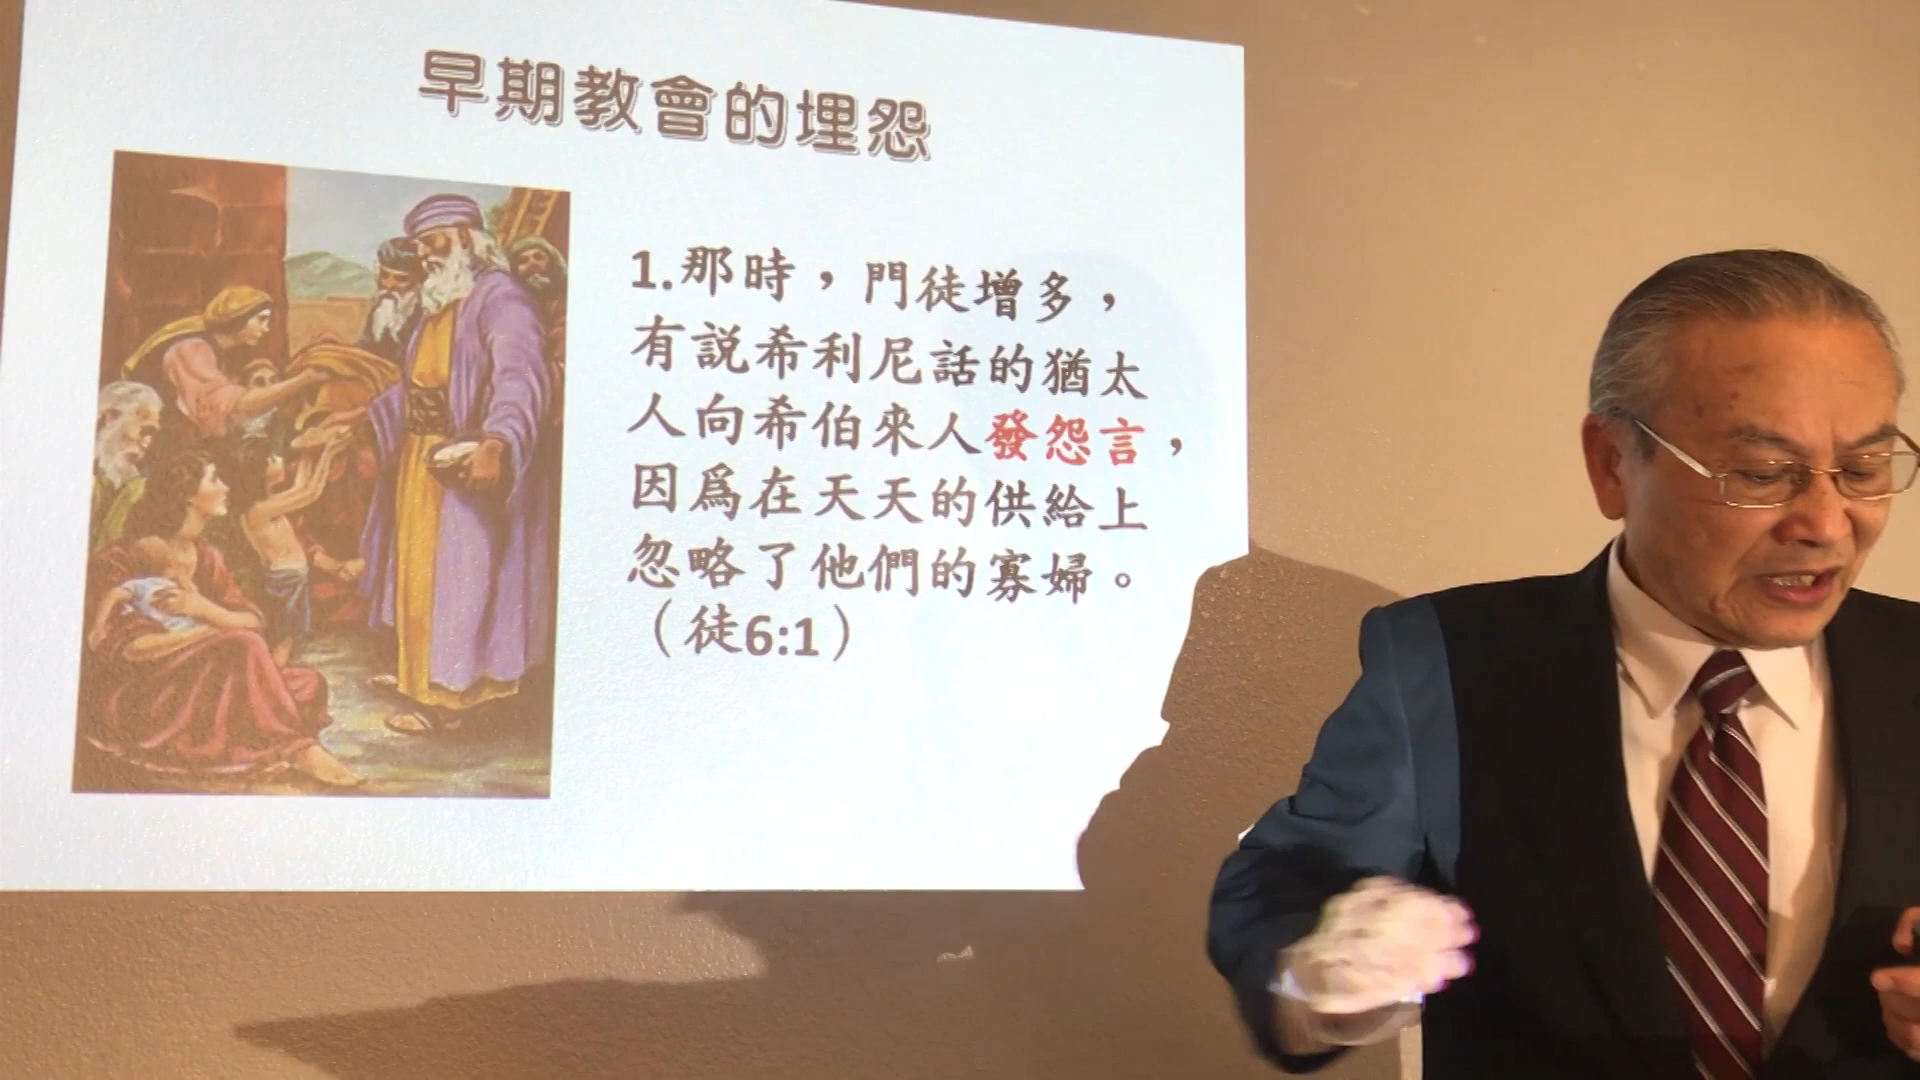 早期教會的埋怨
1.那時，門徒增多，
有説希利尼話的猶太
人向希伯來人發怨言，
因爲在天天的供給上
忽略了他們的寡婦。
（徒6:1）